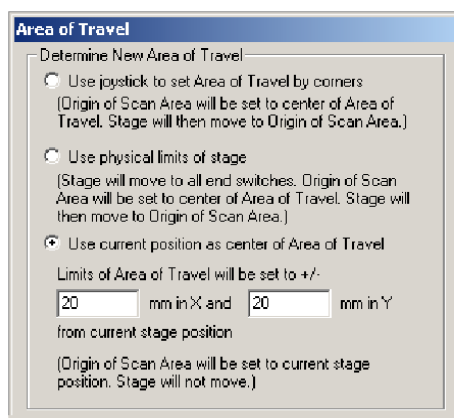 Area of Travel
Determine New Area of Travel
Use joystick to set Area of Travel by corners
(Origin of Scan Area will be set to center of Area of
Travel. Stage will then move to Origin of Scan Area.)
Use physical limits of stage
(Stage will move to all end switches. Origin of Scan
Area will be set to center of Area of Travel. Stage will
then move to Origin of Scan Area.)
Use current position as center of Area of Travel
Limits of Area of Travel will be set to +/-
20 mm in X and 20 mm in Y
from current stage position
(Origin of Scan Area will be set to current stage
position. Stage will not move.)